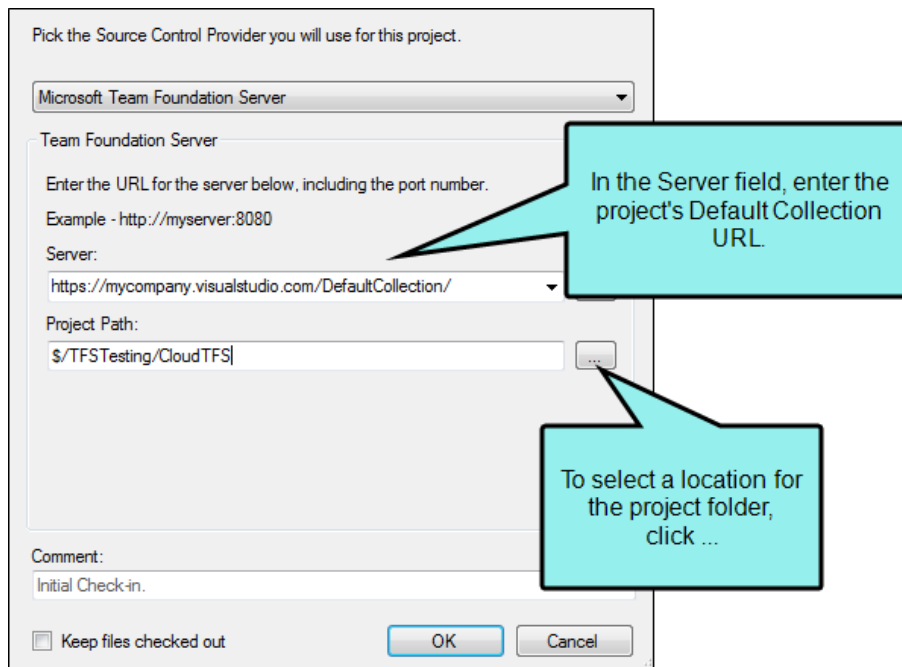 Pick the Source Control Provider you will use for this project.
Microsoft Team Foundation Server
Team Foundation Server
Enter the URL for the server below, including the port number.
Example - http://myserver:8080
Server:
https://mycompany.visualstudio.com/DefaultCollection/
In the Server field, enter the
project's Default Collection
URL.
Project Path:
$/TFSTesting/CloudTFS
...
To select a location for
the project folder,
click ...
Comment:
Initial Check-in.
Keep files checked out
OK
Cancel